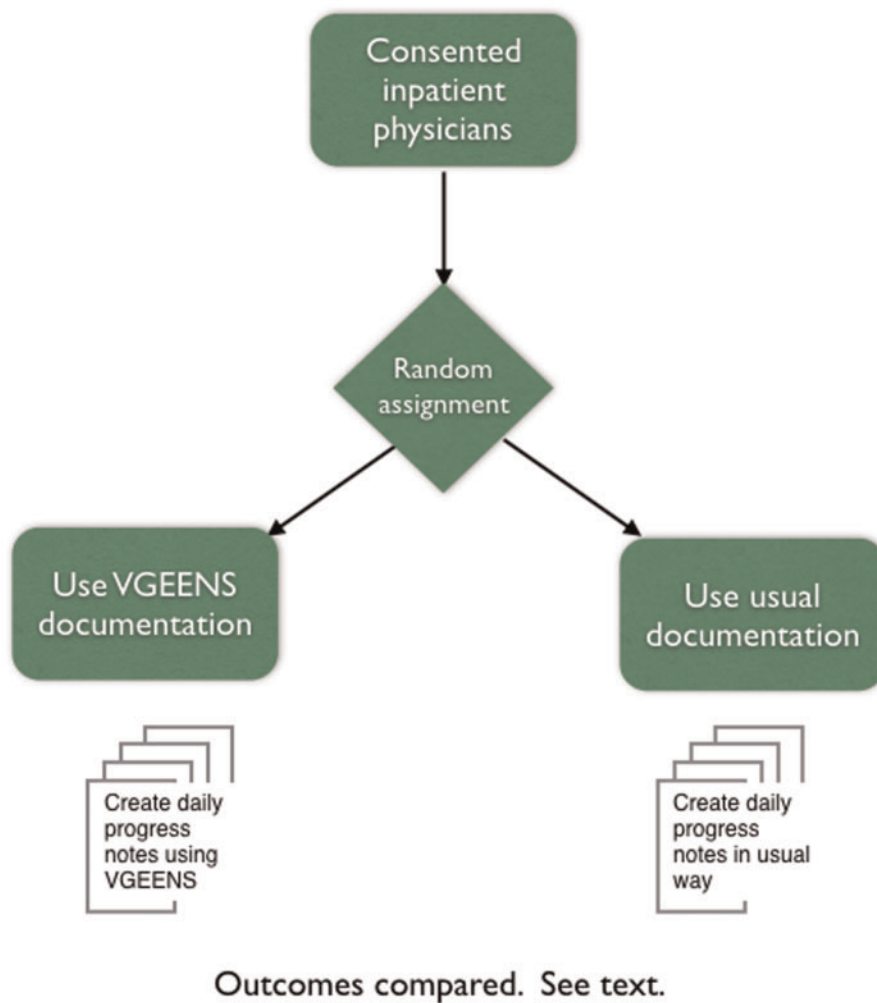 Consented
inpatient
physicians
Random
assignment
Use VGEENS
documentation
Use usual
documentation
Create daily
progress
notes using
VGEENS
Create daily
progress
notes in usual
way
Outcomes compared. See text.